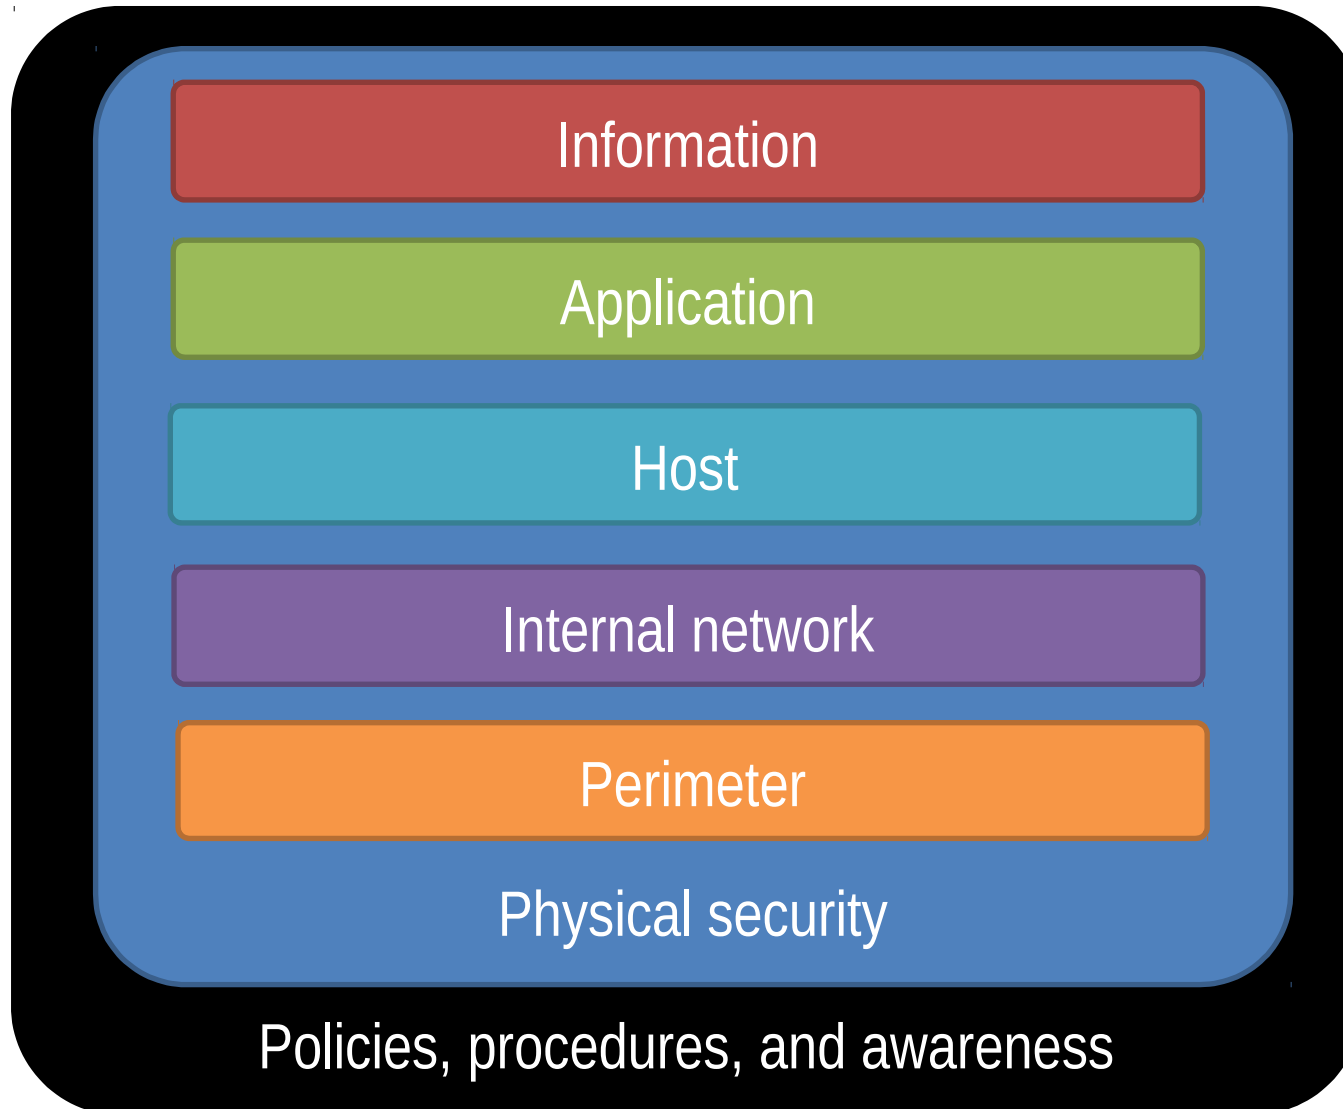 Information
Application
Host
Internal network
Perimeter
Physical security
Policies, procedures, and awareness